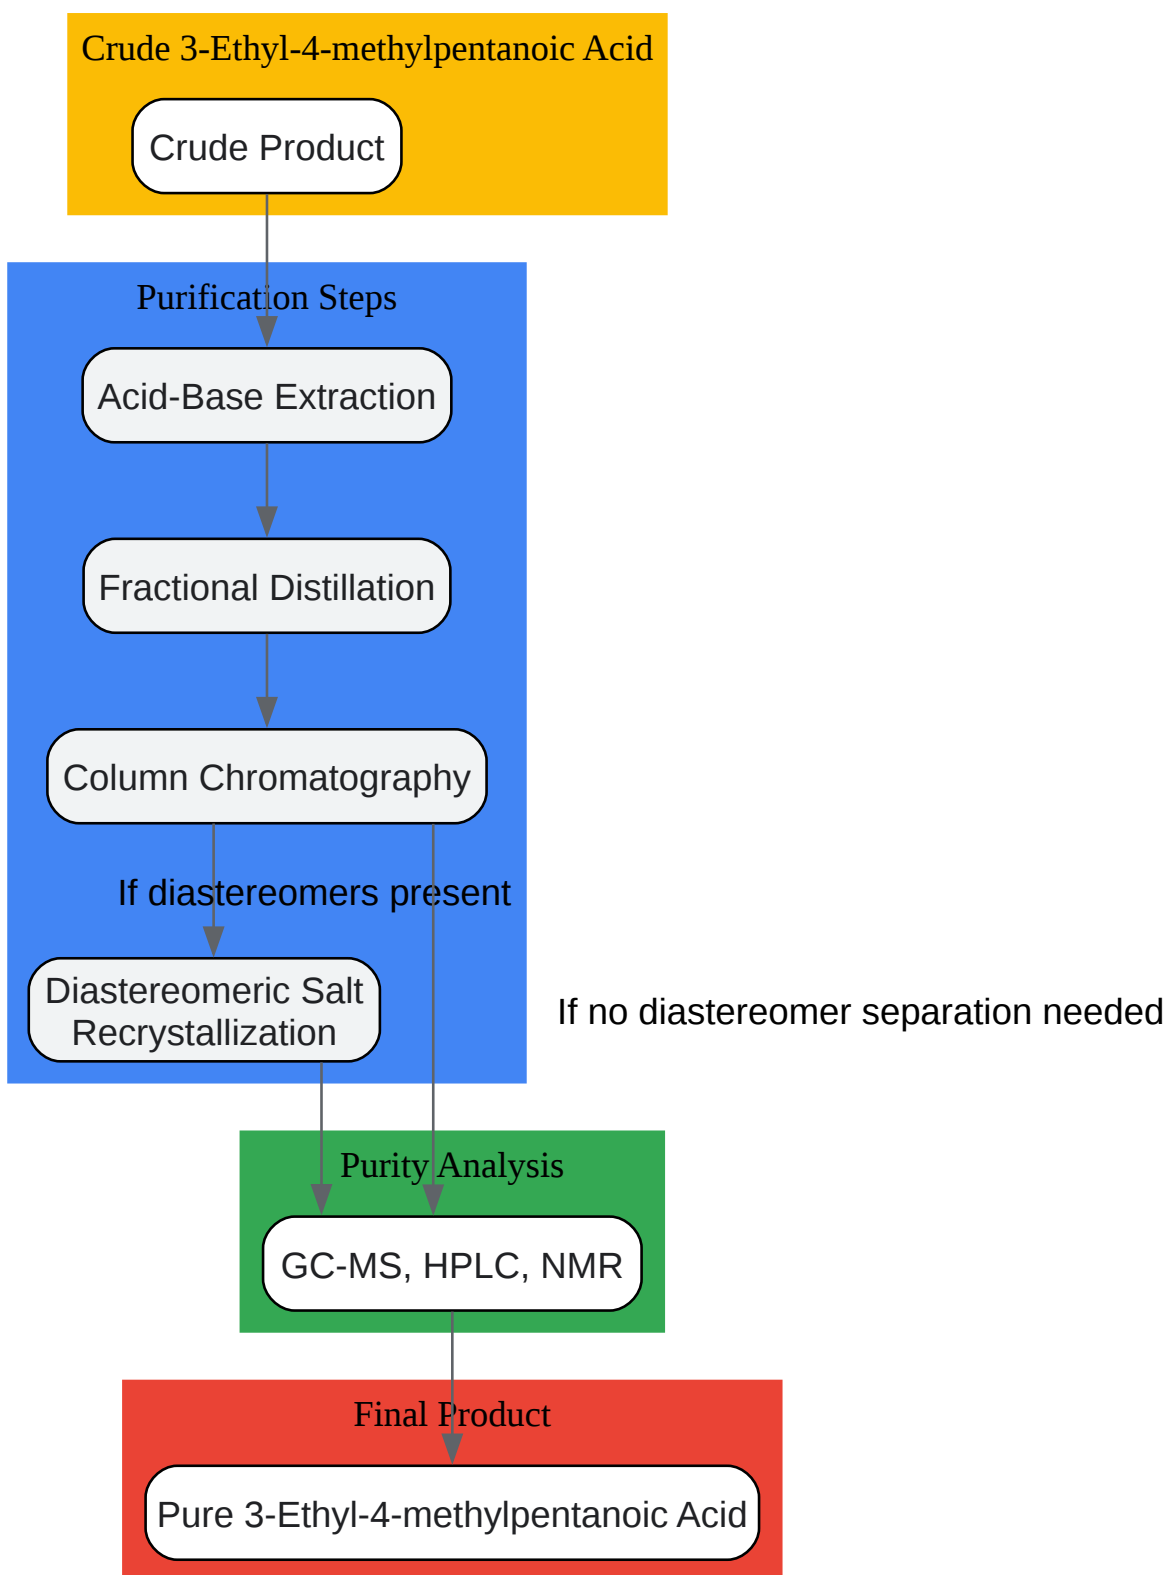 Crude 3-Ethyl-4-methylpentanoic Acid
Crude Product
Purification Steps
Acid-Base Extraction
Fractional Distillation
Column Chromatography
If diastereomers present
Diastereomeric Salt
Recrystallization
If no diastereomer separation needed
Purity Analysis
GC-MS, HPLC, NMR
Final Product
Pure 3-Ethyl-4-methylpentanoic Acid